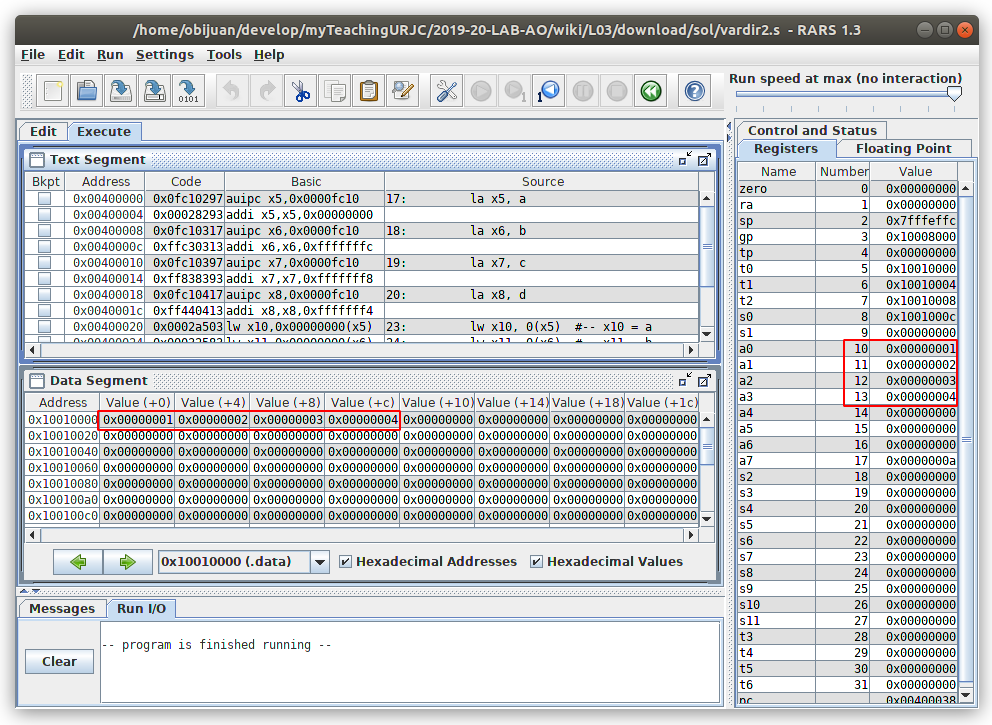 /home/obijuan/develop/myTeachingURJC/2019-20-LAB-AO/wiki/L03/download/sol/vardir2.s - RARS 1.3
File Edit Run Settings Tools Help
0101
1
1
Run speed at max (no interaction)
Edit Execute
Text Segment
Bkpt Address Code Basic Source
0x00400000 0x0fc10297 auipc x5,0x0000fc10 17: la x5, a
0x00400004 0x00028293 addi x5,x5,0x00000000
0x00400008 0x0fc10317 auipc x6,0x0000fc10 18: la x6, b
0x0040000c 0xffc30313 addi x6,x6,0xfffffffc
0x00400010 0x0fc10397 auipc x7,0x0000fc10 19: la x7, c
0x00400014 0xff838393 addi x7,x7,0xfffffff8
0x00400018 0x0fc10417 auipc x8,0x0000fc10 20: la x8, d
0x0040001c 0xff440413 addi x8,x8,0xfffffff4
0x00400020 0x0002a503 lw x10,0x00000000(x5) 23: lw x10, 0(x5) #-- x10 = a
Data Segment
Address Value (+0) Value (+4) Value (+8) Value (+c) Value (+10) Value (+14) Value (+18) Value (+1c)
0x10010000 0x00000001 0x00000002 0x00000003 0x00000004 0x00000000 0x00000000 0x00000000 0x00000000
0x10010020 0x00000000 0x00000000 0x00000000 0x00000000 0x00000000 0x00000000 0x00000000 0x00000000
0x10010040 0x00000000 0x00000000 0x00000000 0x00000000 0x00000000 0x00000000 0x00000000 0x00000000
0x10010060 0x00000000 0x00000000 0x00000000 0x00000000 0x00000000 0x00000000 0x00000000 0x00000000
0x10010080 0x00000000 0x00000000 0x00000000 0x00000000 0x00000000 0x00000000 0x00000000 0x00000000
0x100100a0 0x00000000 0x00000000 0x00000000 0x00000000 0x00000000 0x00000000 0x00000000 0x00000000
0x100100c0 0x00000000 0x00000000 0x00000000 0x00000000 0x00000000 0x00000000 0x00000000 0x00000000
0x10010000 (.data) Hexadecimal Addresses Hexadecimal Values
Messages Run I/O
-- program is finished running --
Clear
Control and Status
Registers Floating Point
Name Number Value
zero 0 0x00000000
ra 1 0x00000000
sp 2 0x7fffeffc
gp 3 0x10008000
tp 4 0x00000000
t0 5 0x10010000
t1 6 0x10010004
t2 7 0x10010008
s0 8 0x1001000c
s1 9 0x00000000
a0 10 0x00000001
a1 11 0x00000002
a2 12 0x00000003
a3 13 0x00000004
a4 14 0x00000000
a5 15 0x00000000
a6 16 0x00000000
a7 17 0x0000000a
s2 18 0x00000000
s3 19 0x00000000
s4 20 0x00000000
s5 21 0x00000000
s6 22 0x00000000
s7 23 0x00000000
s8 24 0x00000000
s9 25 0x00000000
s10 26 0x00000000
s11 27 0x00000000
t3 28 0x00000000
t4 29 0x00000000
t5 30 0x00000000
t6 31 0x00000000
pc 0x00400038